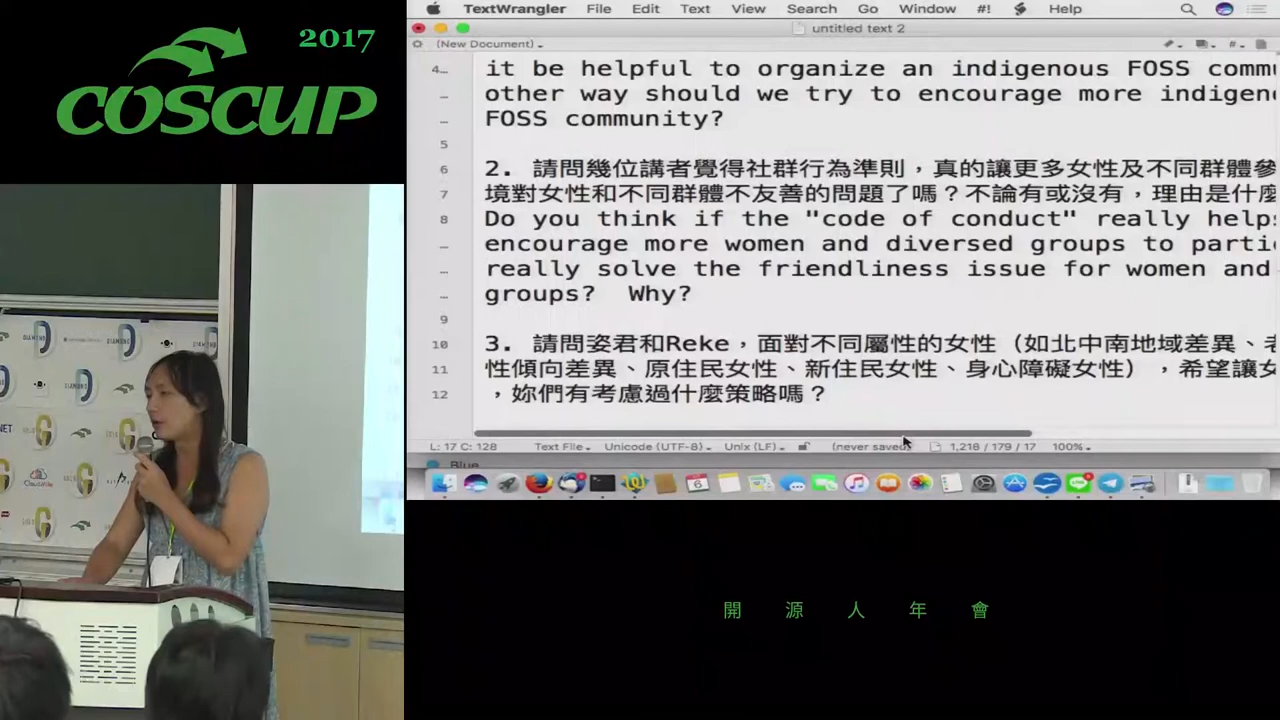 2017
COSCUP
TextWrangler File Edit Text View Search Go Window #! Help
untitled text 2
(New Document)
it be helpful to organize an indigenous FOSS comm
other way should we try to encourage more indigen
FOSS community?
2. 請問幾位講者覺得社群行為準則，真的讓更多女性及不同群體參
境對女性和不同群體不友善的問題了嗎？不論有或沒有，理由是什麼
Do you think if the "code of conduct" really helps
encourage more women and diversed groups to parti
really solve the friendliness issue for women and
groups? Why?
3. 請問姿君和Reke，面對不同屬性的女性（如北中南地域差異、
性傾向差異、原住民女性、新住民女性、身心障礙女性），希望讓女
，妳們有考慮過什麼策略嗎？
4
5
6
7
8
9
10
11
12
L: 17 C: 128 Text File Unicode (UTF-8) Unix (LF) (never saved) 1,216 / 179 / 17 100%
Blue
DIAMOND
開源人年會